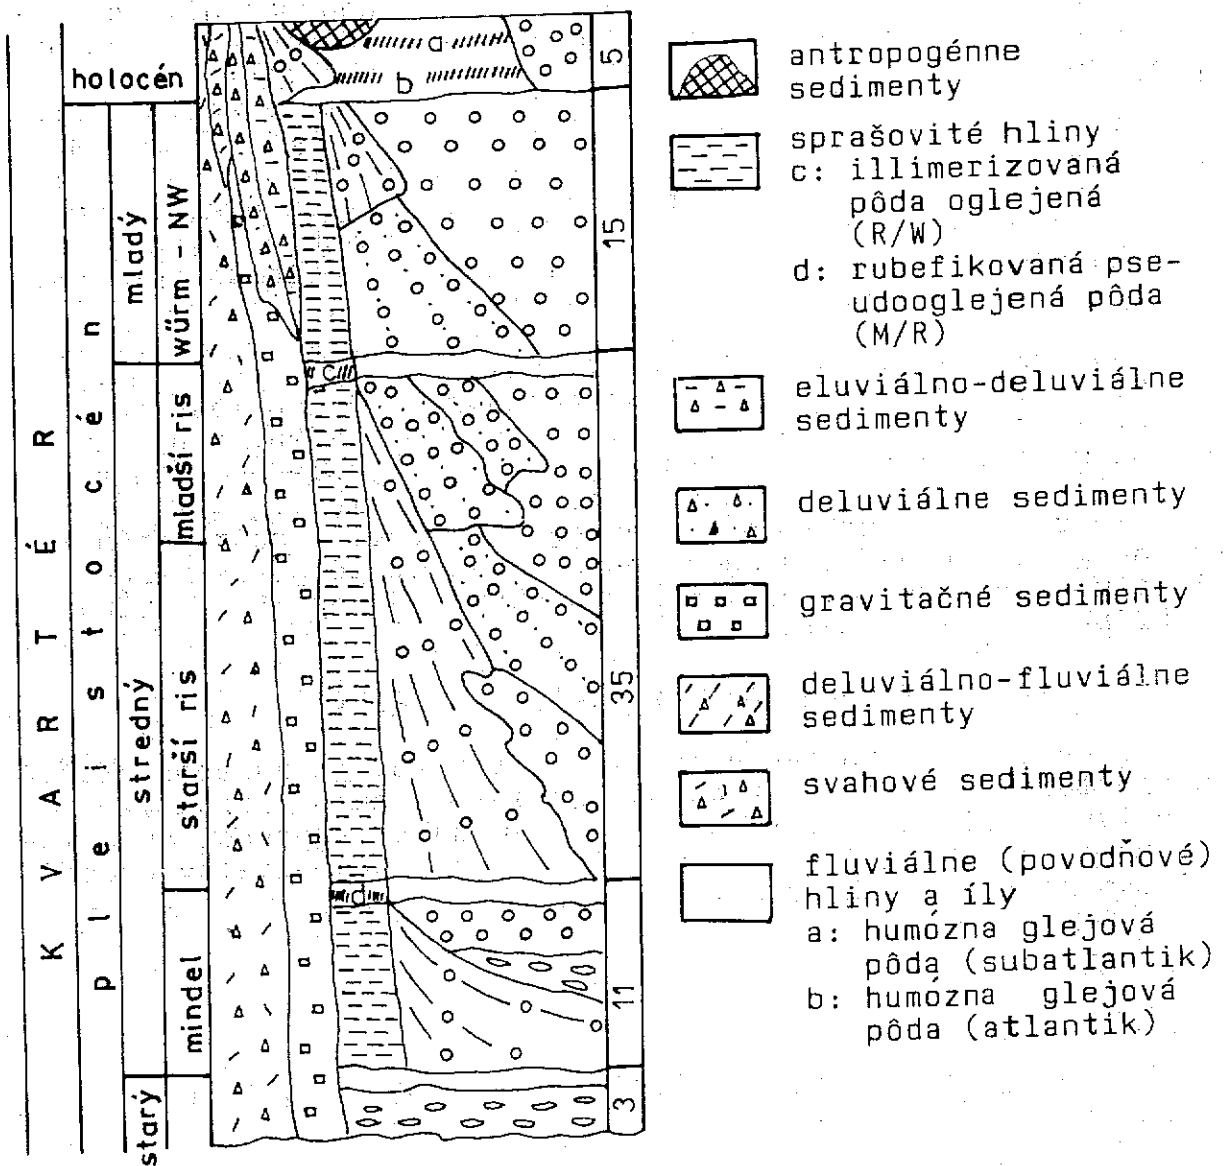 KVARTÉR
pleistocén
holocén
mladý
stredný
starý
würm - NW
mladší ris
starší ris
mindel
a
b
c
d
5
15
35
11
3
antropogénne
sedimenty
sprašovité hliny
c: illimerizovaná
pôda oglejená
(R/W)
d: rubefikovaná pse-
udooglejená pôda
(M/R)
eluviálno-deluviálne
sedimenty
deluviálne sedimenty
gravitačné sedimenty
deluviálno-fluviálne
sedimenty
svahové sedimenty
fluviálne (povodňové)
hliny a íly
a: humózna glejová
pôda (subatlantik)
b: humózna glejová
pôda (atlantik)